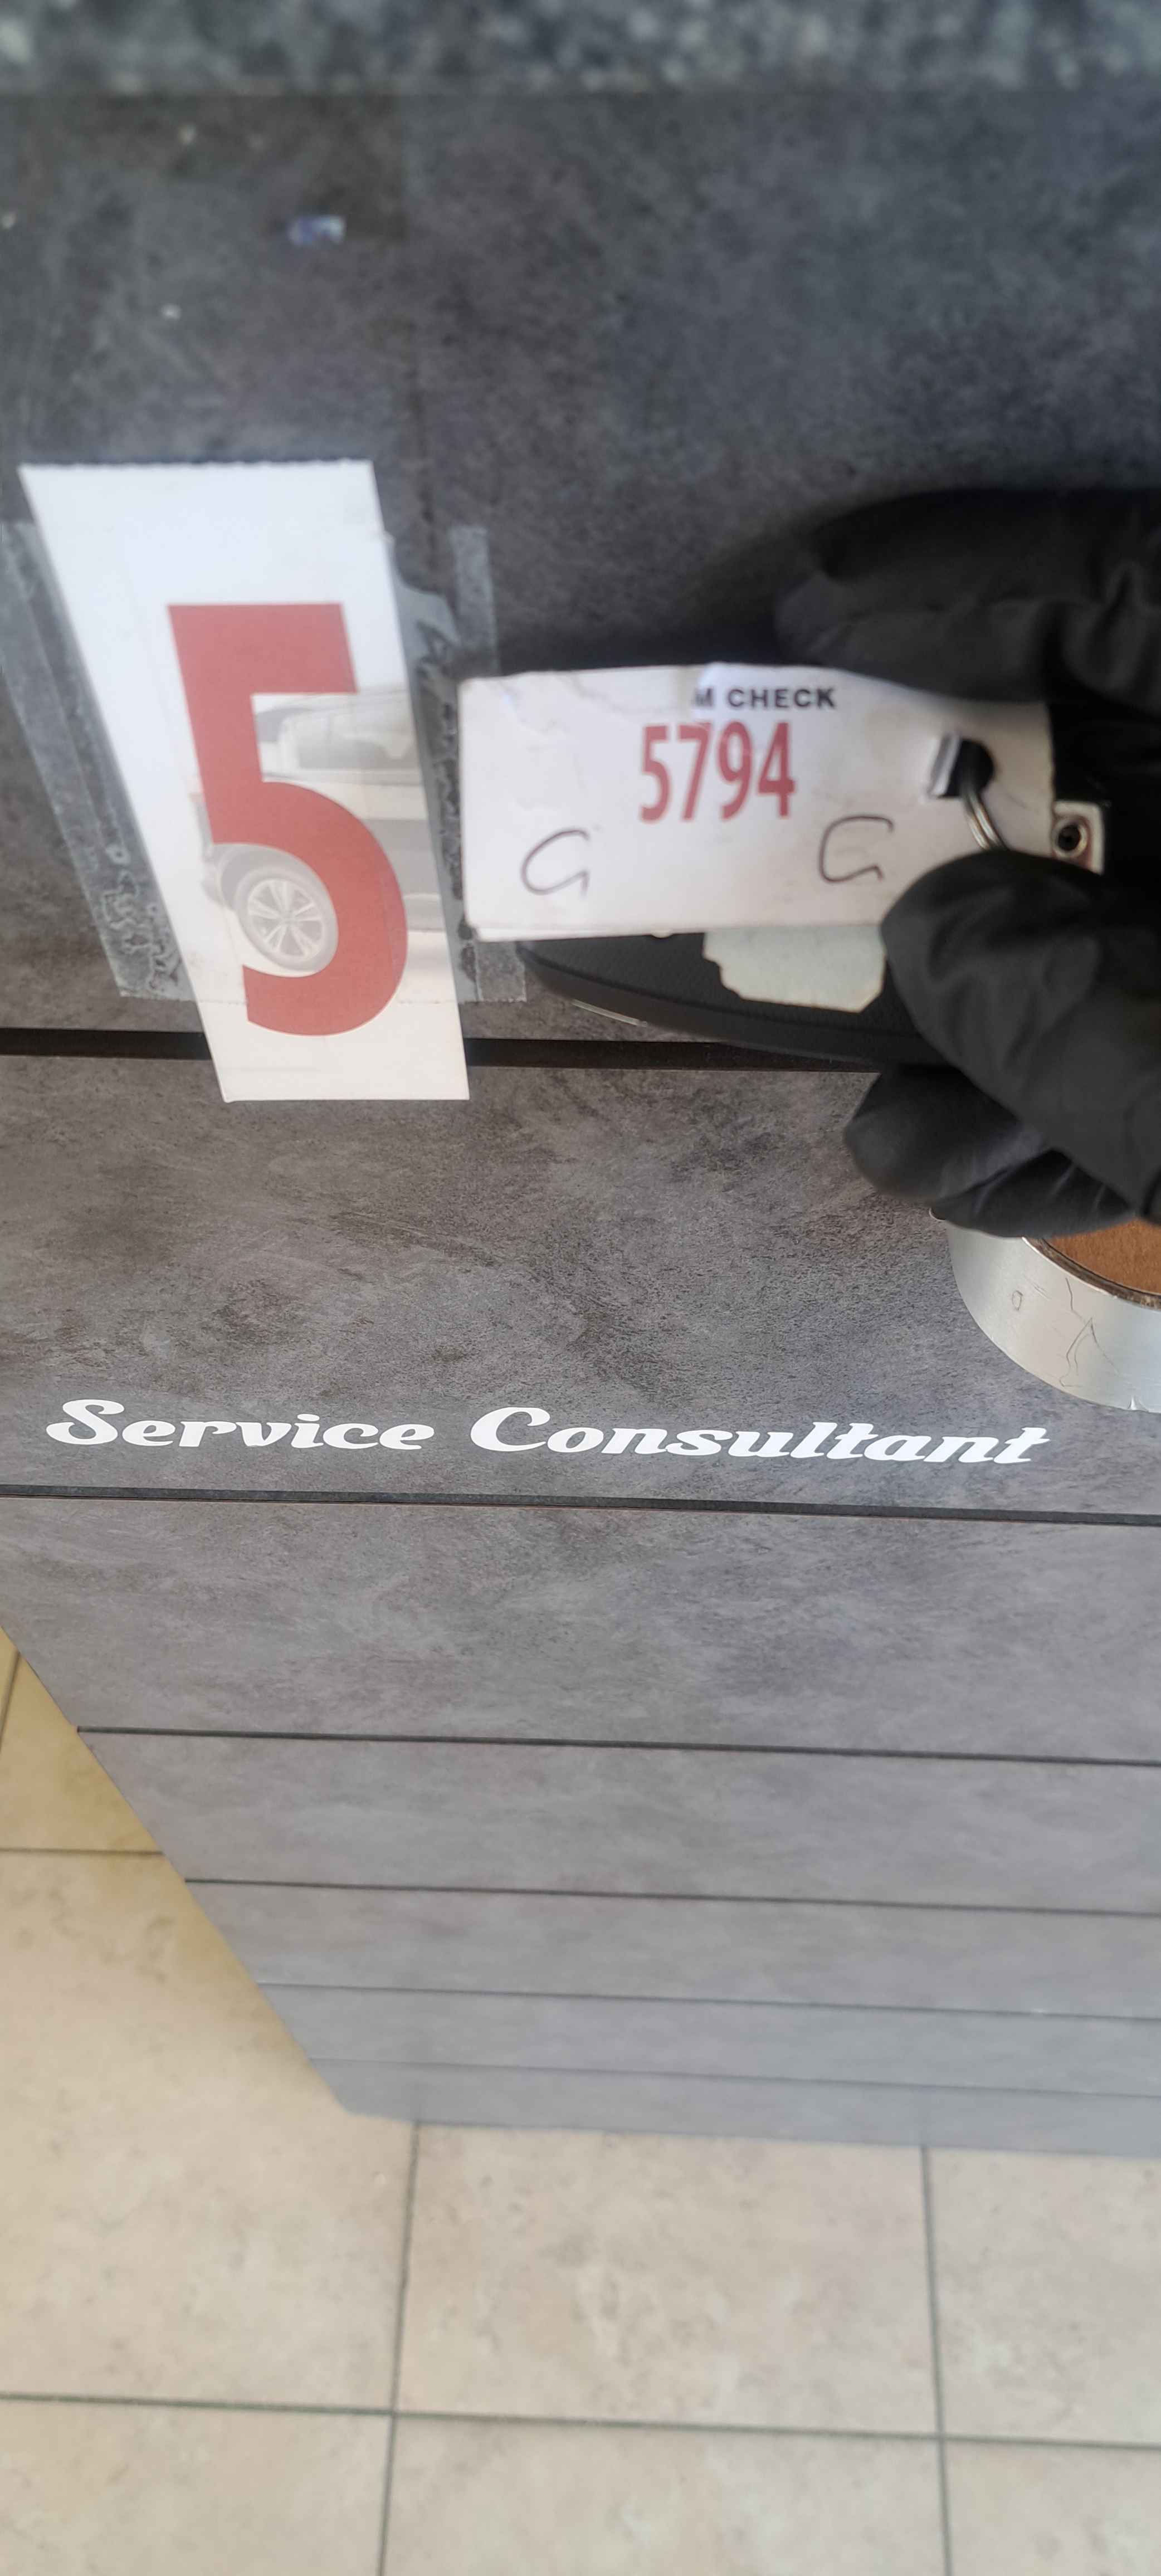 5
M CHECK
5794
G G
Service Consultant